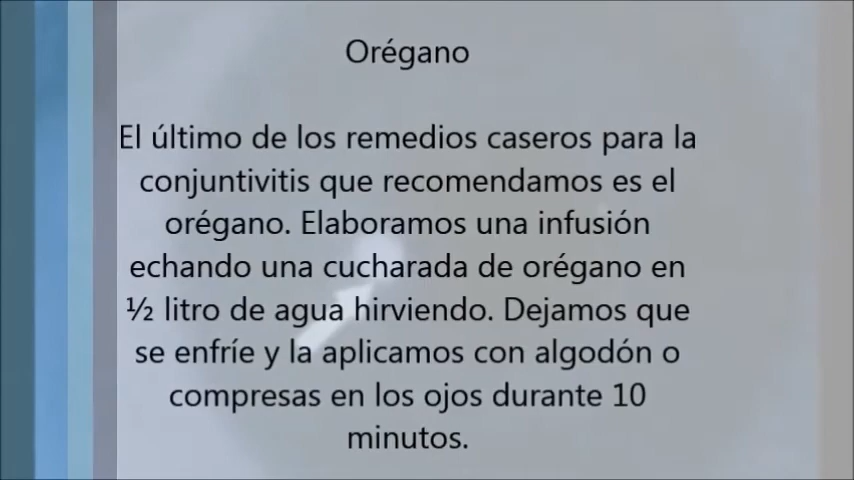 Orégano
El último de los remedios caseros para la
conjuntivitis que recomendamos es el
orégano. Elaboramos una infusión
echando una cucharada de orégano en
½ litro de agua hirviendo. Dejamos que
se enfríe y la aplicamos con algodón o
compresas en los ojos durante 10
minutos.